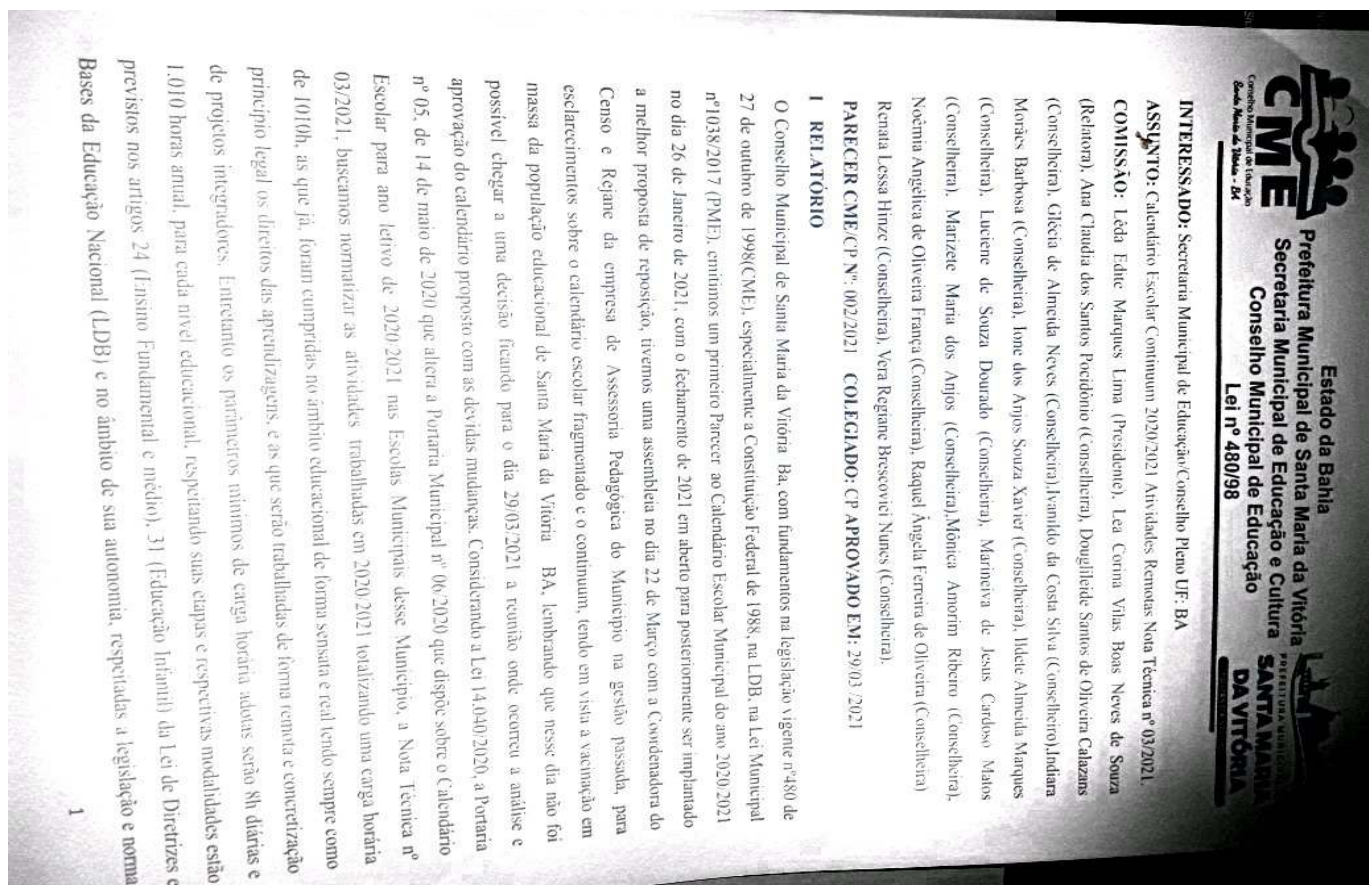 CME
Conselho Municipal de Educação
Santa Maria da Vitória - BA
Estado da Bahia
Prefeitura Municipal de Santa Maria da Vitória
Secretaria Municipal de Educação e Cultura
Conselho Municipal de Educação
Lei nº 480/98
PREFEITURA MUNICIPAL
SANTA MARIA
DA VITÓRIA
INTERESSADO: Secretaria Municipal de Educação/Conselho Pleno UF: BA
ASSUNTO: Calendário Escolar Continuum 2020/2021 Atividades Remotas Nota Técnica nº 03/2021.
COMISSÃO: Lêda Edite Marques Lima (Presidente), Lea Corina Vilas Boas Neves de Souza
(Relatora), Ana Claudia dos Santos Pocidônio (Conselheira), Douglileide Santos de Oliveira Calazans
(Conselheira), Glécia de Almeida Neves (Conselheira),Ivanildo da Costa Silva (Conselheiro),Indiara
Morães Barbosa (Conselheira), Ione dos Anjos Souza Xavier (Conselheira), Ildete Almeida Marques
(Conselheira), Luciene de Souza Dourado (Conselheira), Marineiva de Jesus Cardoso Matos
(Conselheira), Marizete Maria dos Anjos (Conselheira),Mônica Amorim Ribeiro (Conselheira),
Noêmia Angélica de Oliveira França (Conselheira), Raquel Ângela Ferreira de Oliveira (Conselheira)
Renata Lessa Hinze (Conselheira), Vera Regiane Brescovici Nunes (Conselheira).
PARECER CME/CP Nº: 002/2021 COLEGIADO: CP APROVADO EM: 29/03 /2021
I RELATÓRIO
O Conselho Municipal de Santa Maria da Vitória Ba, com fundamentos na legislação vigente nº480 de
27 de outubro de 1998(CME), especialmente a Constituição Federal de 1988, na LDB, na Lei Municipal
nº1038/2017 (PME), emitimos um primeiro Parecer ao Calendário Escolar Municipal do ano 2020.2021
no dia 26 de Janeiro de 2021, com o fechamento de 2021 em aberto para posteriormente ser implantado
a melhor proposta de reposição, tivemos uma assembleia no dia 22 de Março com a Coordenadora do
Censo e Rejane da empresa de Assessoria Pedagógica do Município na gestão passada, para
esclarecimentos sobre o calendário escolar fragmentado e o continuum, tendo em vista a vacinação em
massa da população educacional de Santa Maria da Vitória BA, lembrando que nesse dia não foi
possível chegar a uma decisão ficando para o dia 29/03/2021 a reunião onde ocorreu a análise e
aprovação do calendário proposto com as devidas mudanças. Considerando a Lei 14.040/2020, a Portaria
nº 05, de 14 de maio de 2020 que altera a Portaria Municipal nº 06/2020 que dispõe sobre o Calendário
Escolar para ano letivo de 2020/2021 nas Escolas Municipais desse Município, a Nota Técnica nº
03/2021, buscamos normatizar as atividades trabalhadas em 2020/2021 totalizando uma carga horária
de 1010h, as que já, foram cumpridas no âmbito educacional de forma sensata e real tendo sempre como
principio legal os direitos das aprendizagens, e as que serão trabalhadas de forma remota e concretização
de projetos integradores. Entretanto os parâmetros mínimos de carga horária adotas serão 8h diárias e
1.010 horas anual, para cada nível educacional, respeitando suas etapas e respectivas modalidades estão
previstos nos artigos 24 (Ensino Fundamental e médio), 31 (Educação Infantil) da Lei de Diretrizes e
Bases da Educação Nacional (LDB) e no âmbito de sua autonomia, respeitadas a legislação e norma
1